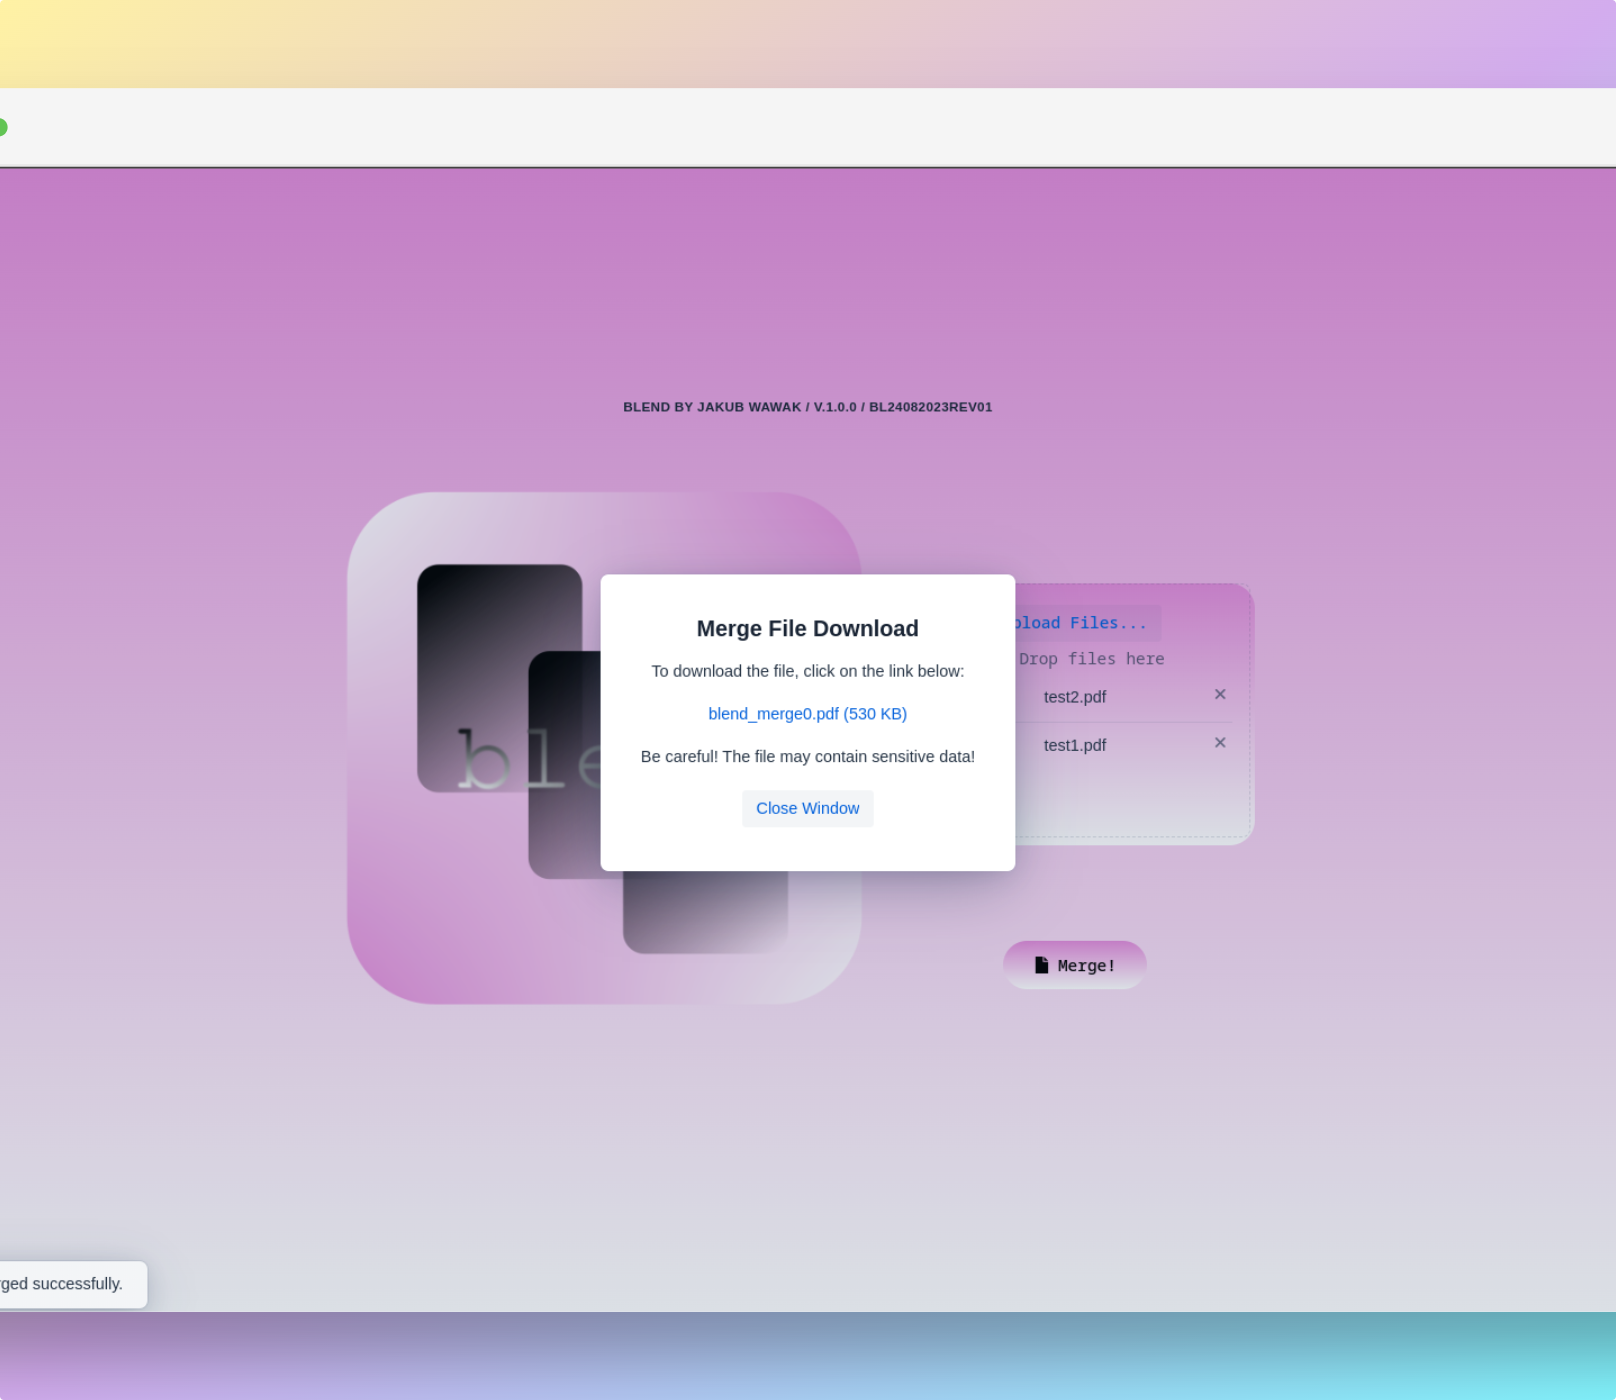 BLEND BY JAKUB WAWAK / V.1.0.0 / BL24082023REV01
ble
Merge File Download
To download the file, click on the link below:
blend_merge0.pdf (530 KB)
Be careful! The file may contain sensitive data!
Close Window
pload Files...
Drop files here
test2.pdf
test1.pdf
Merge!
ged successfully.